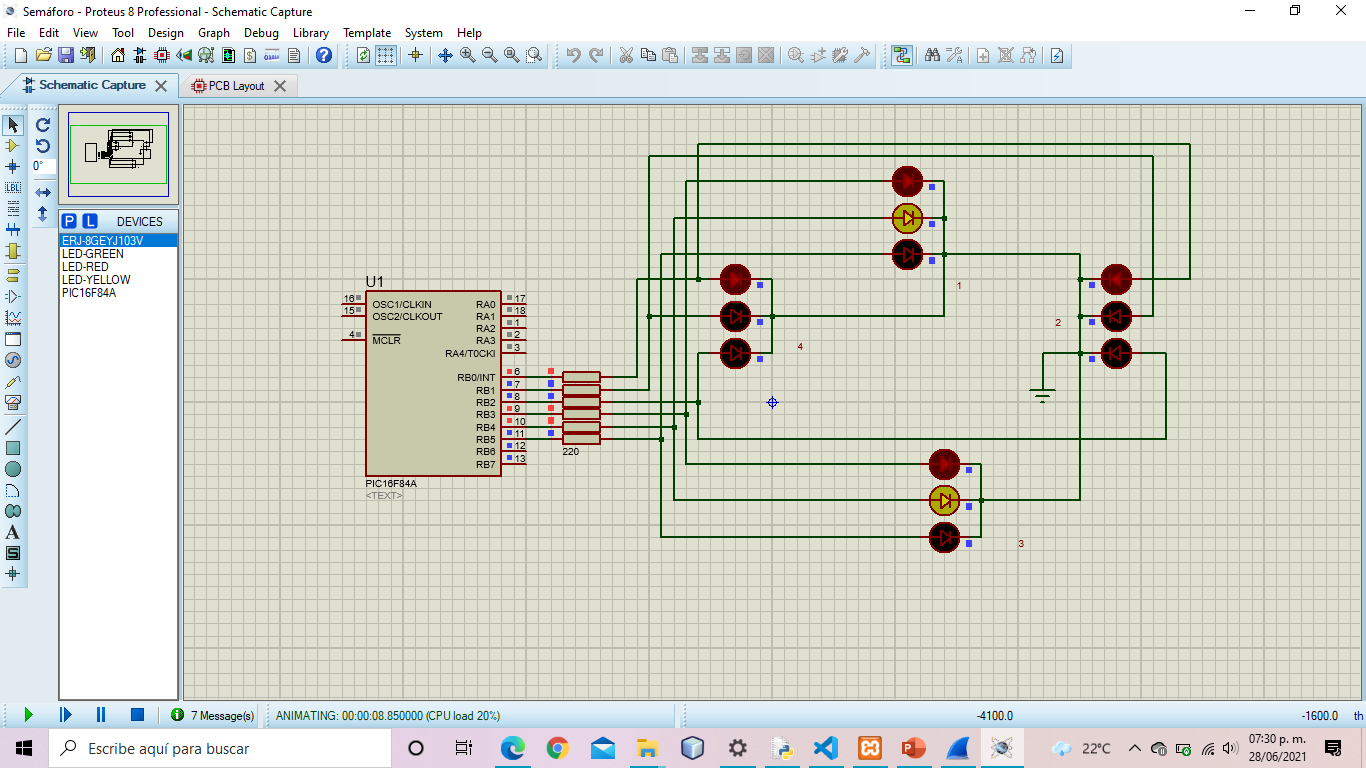 Semáforo - Proteus 8 Professional - Schematic Capture
File Edit View Tool Design Graph Debug Library Template System Help
Schematic Capture
PCB Layout
0°
LBL
A
P L DEVICES
ERJ-8GEYJ103V
LED-GREEN
LED-RED
LED-YELLOW
PIC16F84A
U1
16 OSC1/CLKIN RA0 17
15 OSC2/CLKOUT RA1 18
RA2 1
4 MCLR RA3 2
RA4/T0CKI 3
RB0/INT 6
RB1 7
RB2 8
RB3 9
RB4 10
RB5 11
RB6 12
RB7 13
220
PIC16F84A
<TEXT>
1
2
4
3
7 Message(s)
ANIMATING: 00:00:08.850000 (CPU load 20%)
-4100.0
-1600.0 th
Escribe aquí para buscar
22°C
07:30 p. m.
28/06/2021